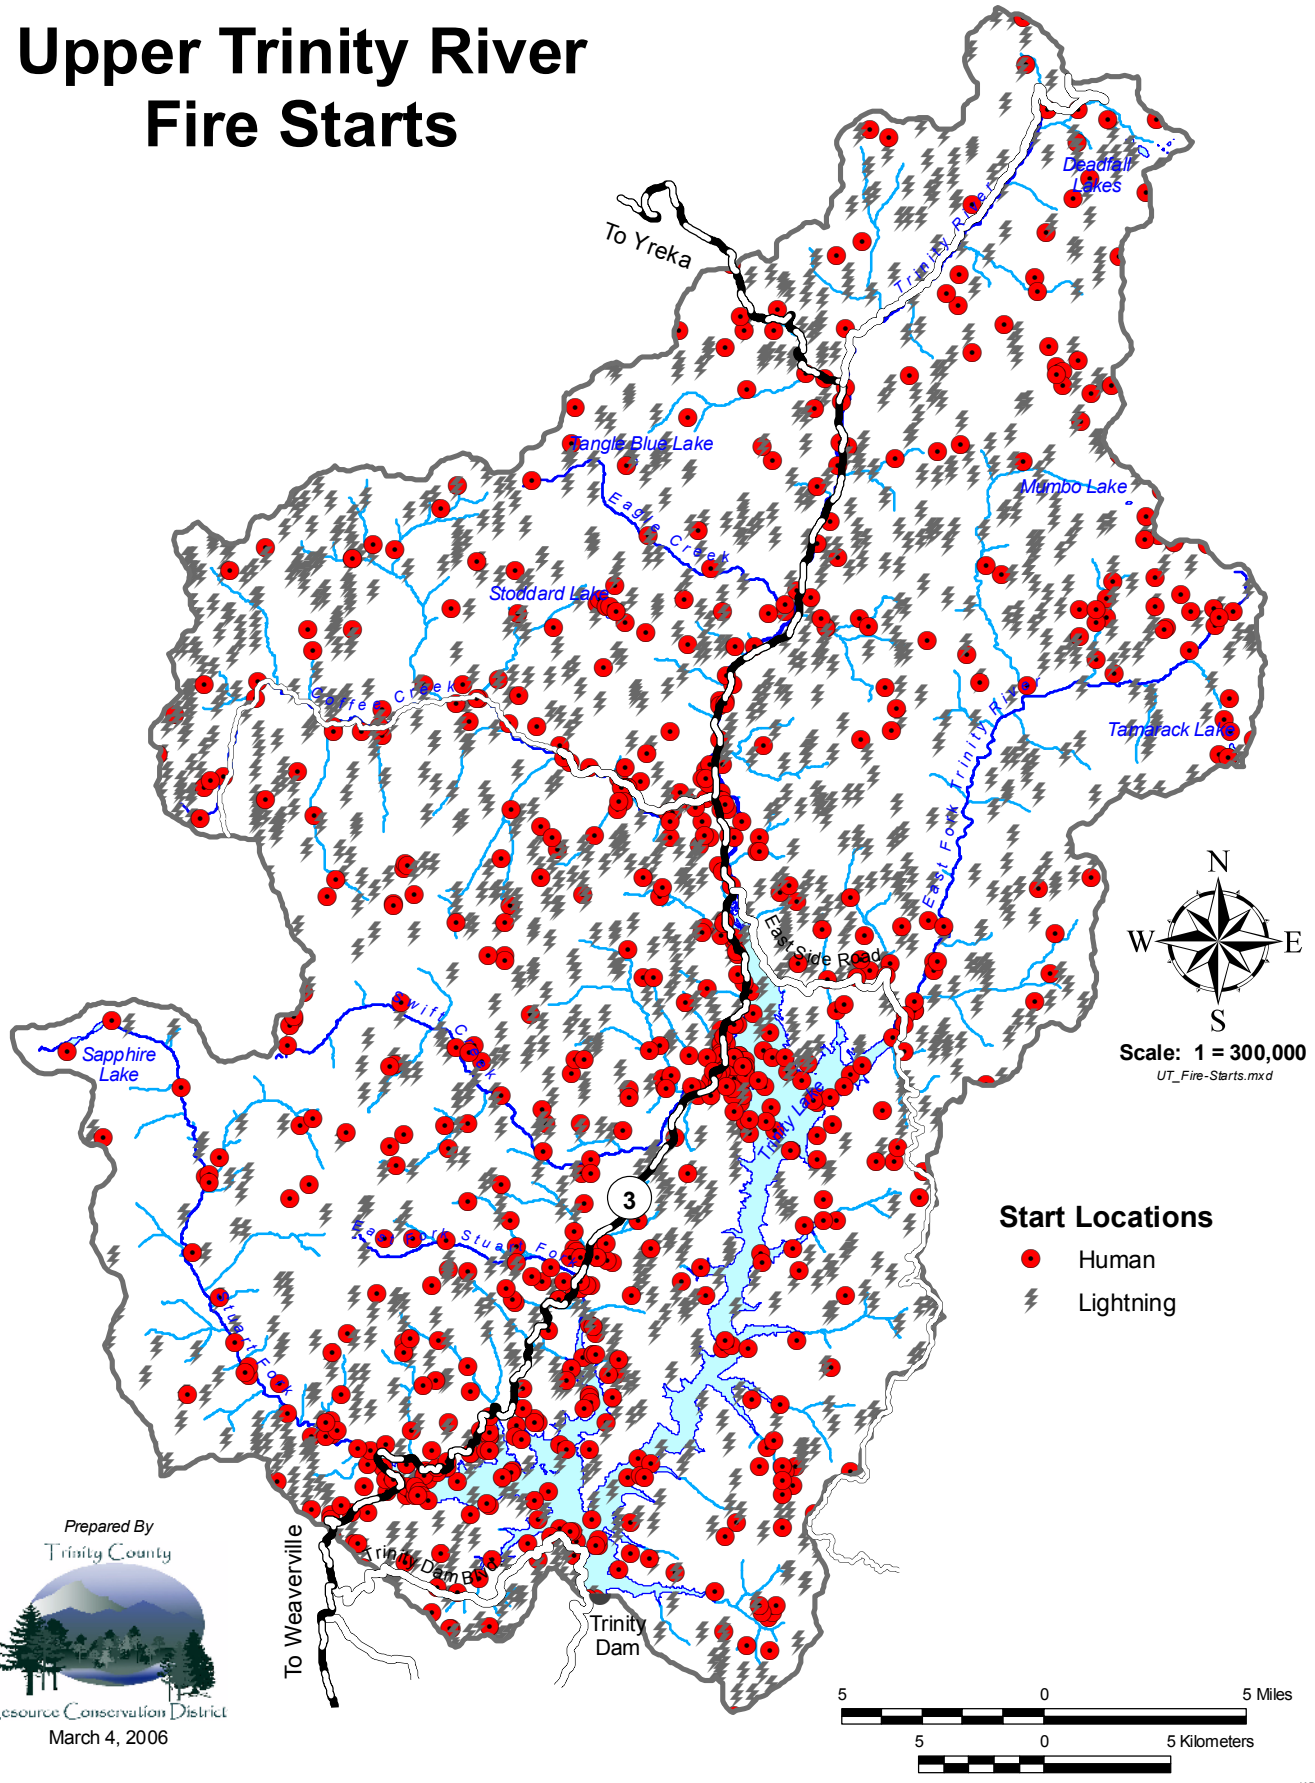 Upper Trinity River
Fire Starts
To Yreka
Deadfall
Lakes
Trinity River
Tangle Blue Lake
Mumbo Lake
Eagle Creek
Stoddard Lake
Coffee Creek
East Fork Trinity River
Tamarack Lake
East Side Road
N
W
E
S
Scale: 1 = 300,000
UT_Fire-Starts.mxd
Swift Creek
Sapphire
Lake
Trinity Lake
3
Start Locations
Human
Lightning
East Fork Stuart Fork
Stuart Fork
Prepared By
Trinity County
Resource Conservation District
March 4, 2006
To Weaverville
Trinity Dam Blvd.
Trinity
Dam
5 0 5 Miles
5 0 5 Kilometers